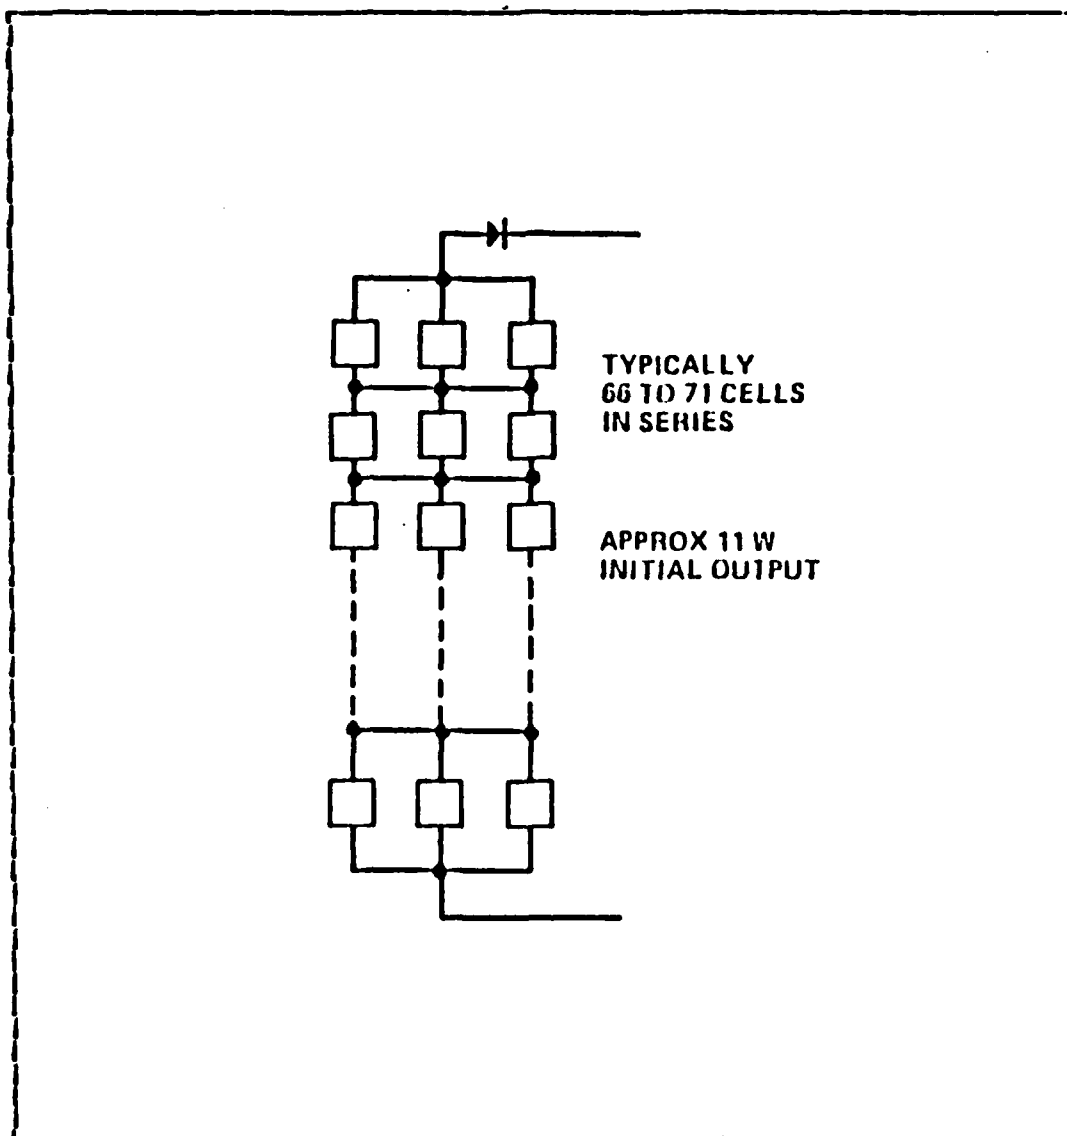 TYPICALLY
66 TO 71 CELLS
IN SERIES
APPROX 11 W
INITIAL OUTPUT